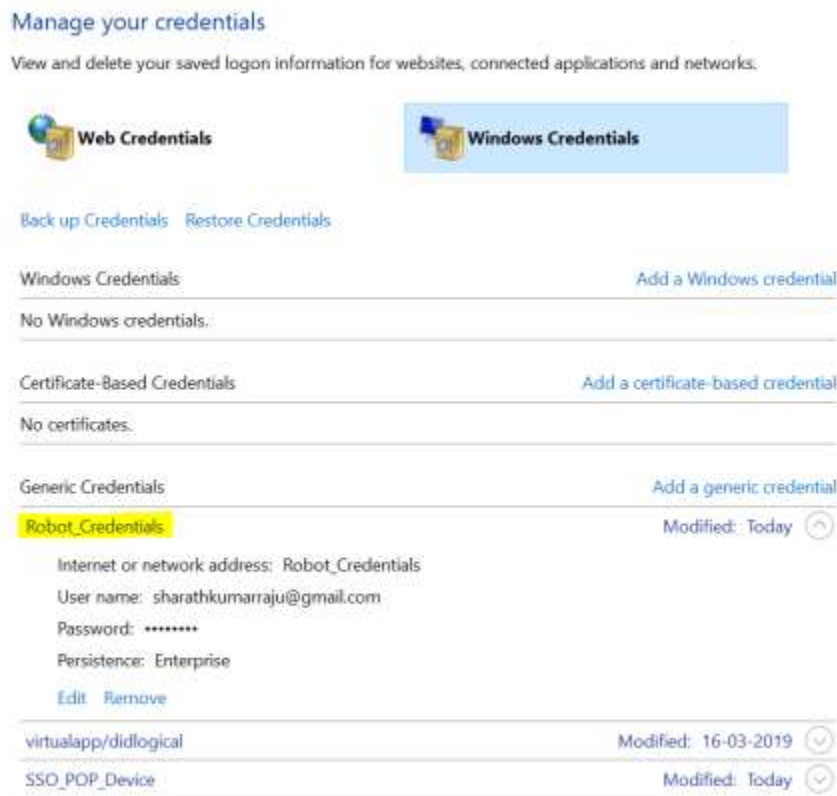 Manage your credentials
View and delete your saved logon information for websites, connected applications and networks.
Web Credentials
Windows Credentials
Back up Credentials Restore Credentials
Windows Credentials Add a Windows credential
No Windows credentials.
Certificate-Based Credentials Add a certificate-based credential
No certificates.
Generic Credentials Add a generic credential
Robot_Credentials Modified: Today
Internet or network address: Robot_Credentials
User name: sharathkumarraju@gmail.com
Password: ••••••••
Persistence: Enterprise
Edit Remove
virtualapp/didlogical Modified: 16-03-2019
SSO_POP_Device Modified: Today